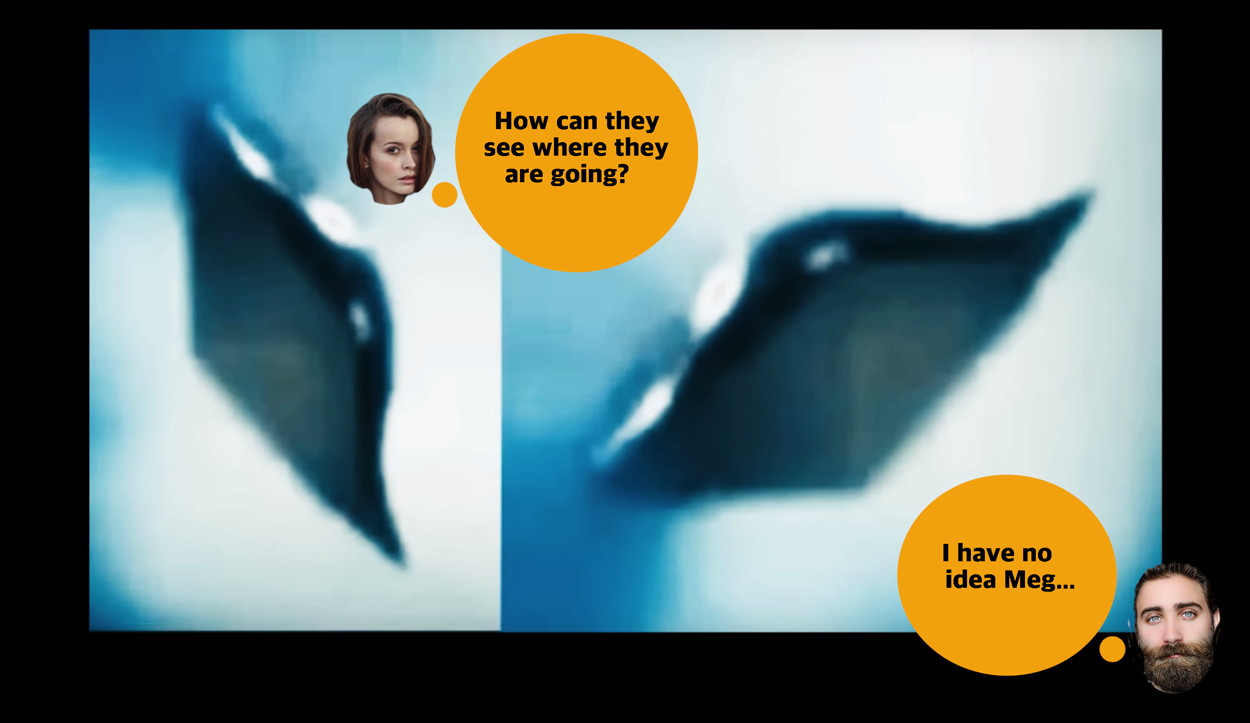 How can they
see where they
are going?
I have no
idea Meg...